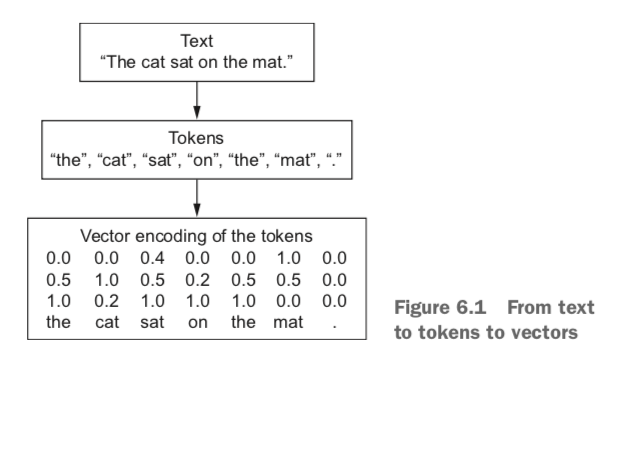 Text
“The cat sat on the mat.”
Tokens
“the”, “cat”, “sat”, “on”, “the”, “mat”, “.”
Vector encoding of the tokens
0.0 0.0 0.4 0.0 0.0 1.0 0.0
0.5 1.0 0.5 0.2 0.5 0.5 0.0
1.0 0.2 1.0 1.0 1.0 0.0 0.0
the cat sat on the mat .
Figure 6.1 From text
to tokens to vectors